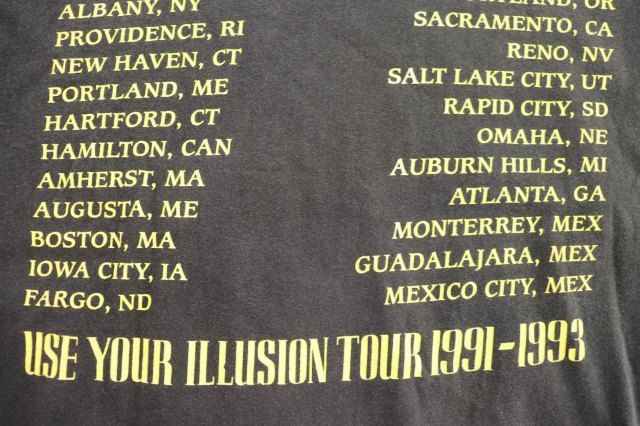 ALBANY, NY
PROVIDENCE, RI
NEW HAVEN, CT
PORTLAND, ME
HARTFORD, CT
HAMILTON, CAN
AMHERST, MA
AUGUSTA, ME
BOSTON, MA
IOWA CITY, IA
FARGO, ND
OR
SACRAMENTO, CA
RENO, NV
SALT LAKE CITY, UT
RAPID CITY, SD
OMAHA, NE
AUBURN HILLS, MI
ATLANTA, GA
MONTERREY, MEX
GUADALAJARA, MEX
MEXICO CITY, MEX
USE YOUR ILLUSION TOUR 1991-1993